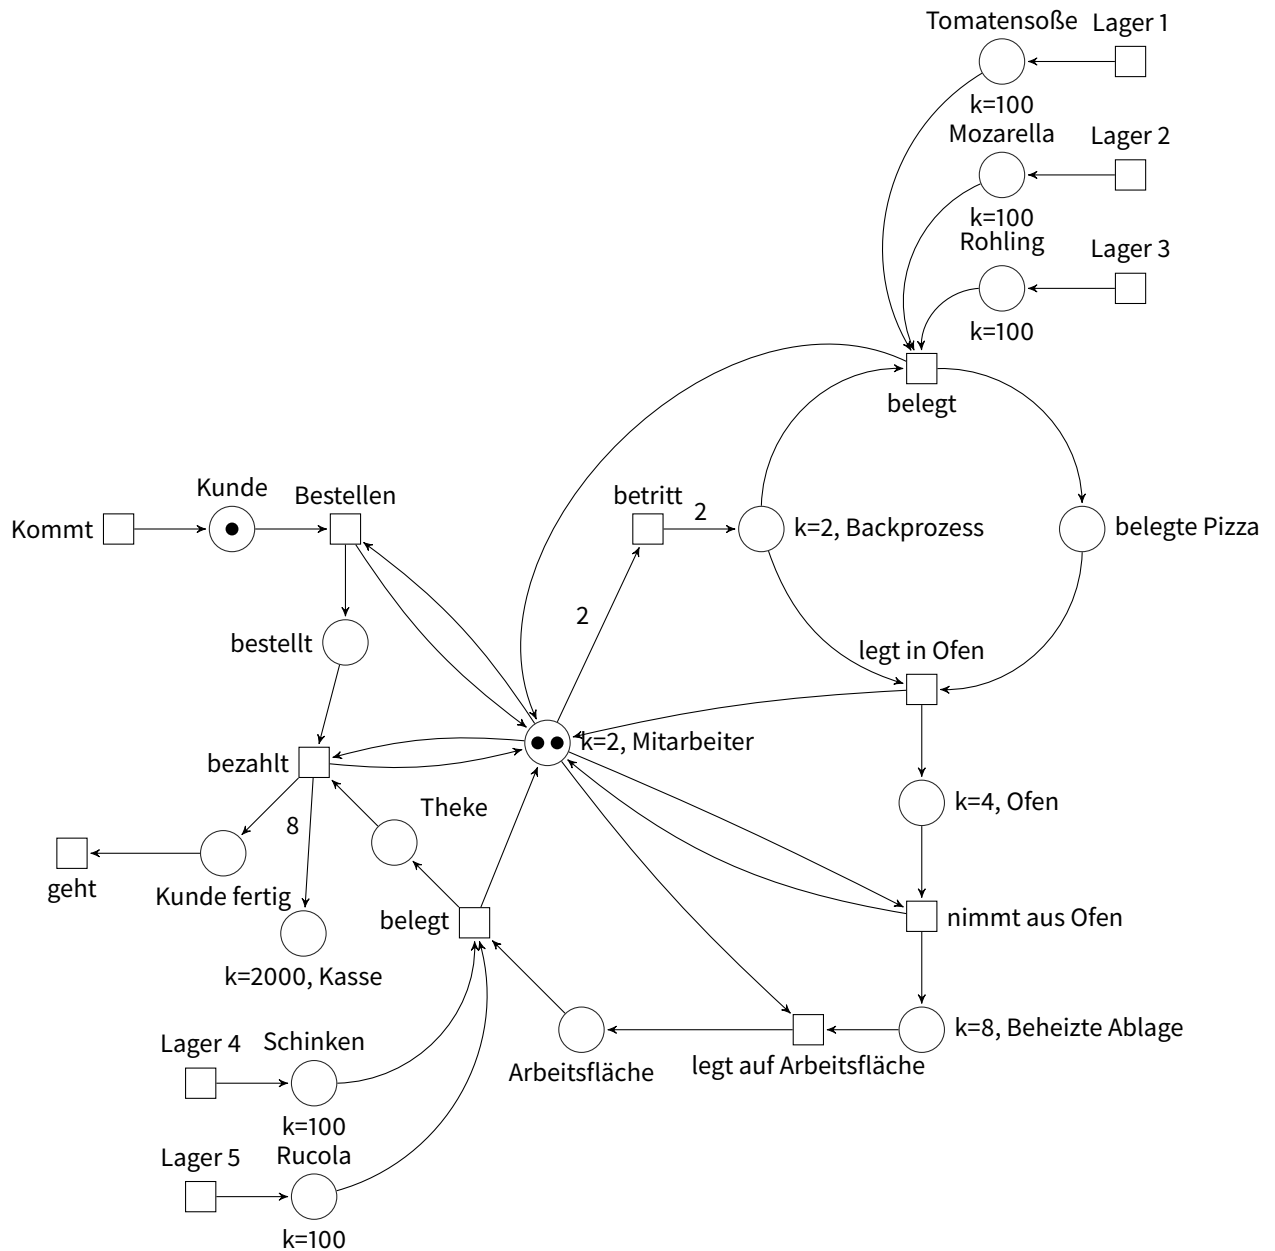 Tomatensoße
Lager 1
k=100
Mozarella
Lager 2
k=100
Rohling
Lager 3
k=100
belegt
Kunde
Bestellen
betritt
2
Kommt
k=2, Backprozess
belegte Pizza
2
bestellt
legt in Ofen
k=2, Mitarbeiter
bezahlt
Theke
k=4, Ofen
8
geht
Kunde fertig
belegt
nimmt aus Ofen
k=2000, Kasse
k=8, Beheizte Ablage
Lager 4
Schinken
Arbeitsfläche
legt auf Arbeitsfläche
k=100
Lager 5
Rucola
k=100